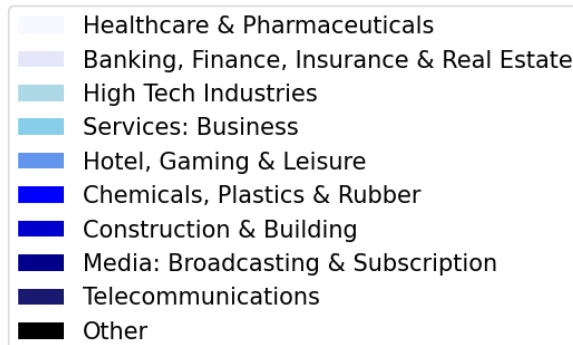 Healthcare & Pharmaceuticals
Banking, Finance, Insurance & Real Estate
High Tech Industries
Services: Business
Hotel, Gaming & Leisure
Chemicals, Plastics & Rubber
Construction & Building
Media: Broadcasting & Subscription
Telecommunications
Other